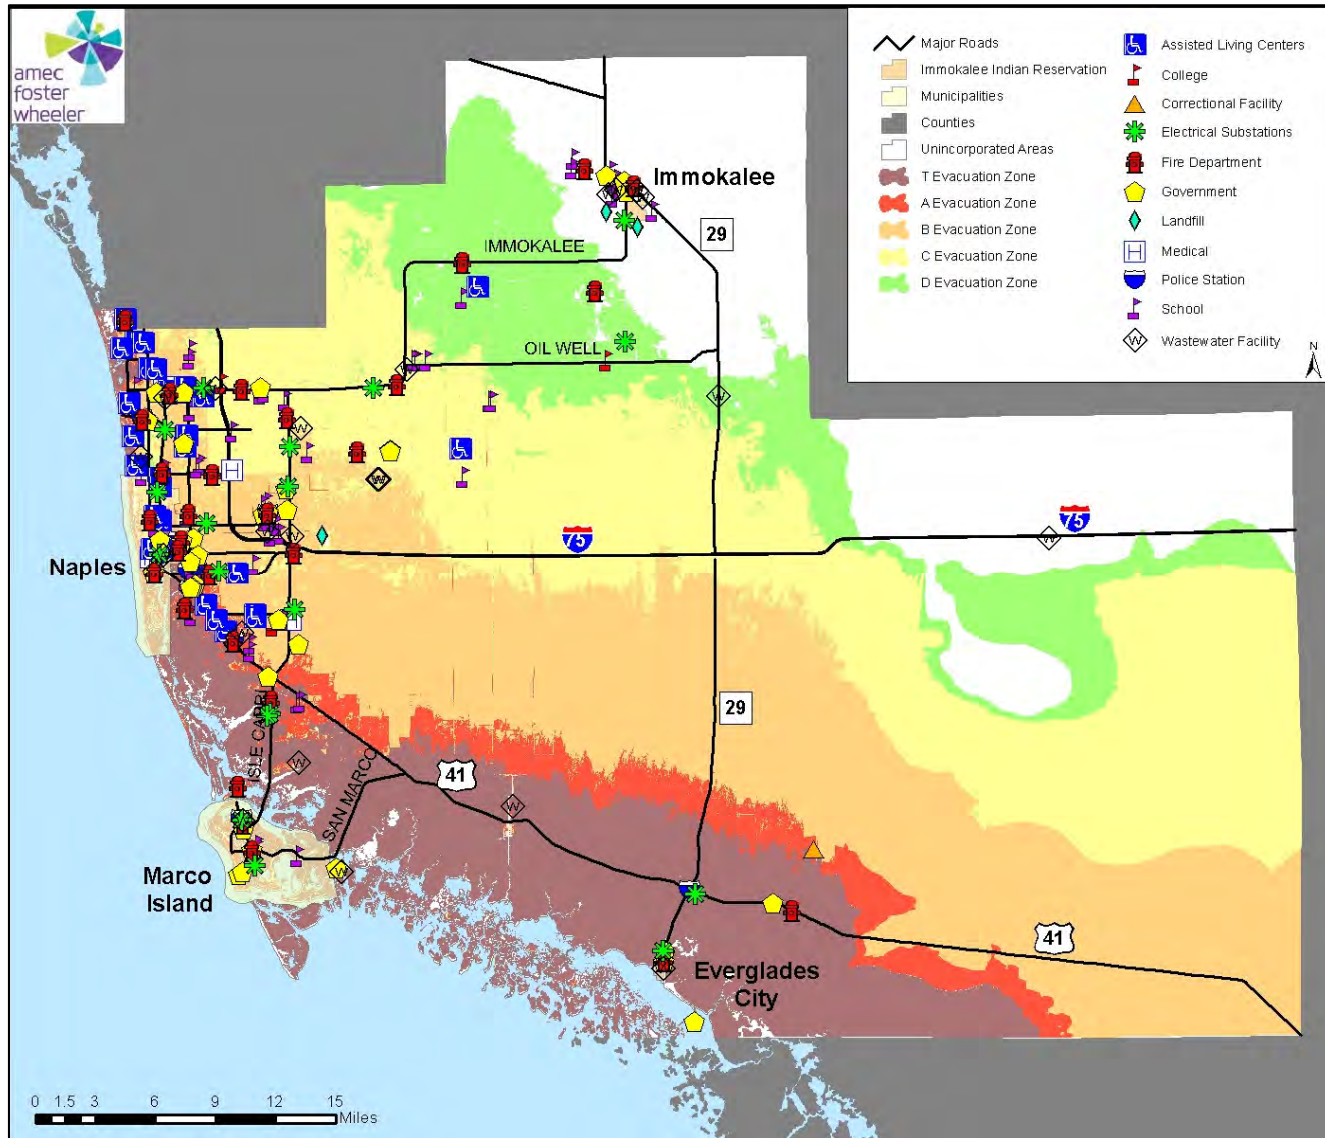 amec
foster
wheeler
Major Roads
Immokalee Indian Reservation
Municipalities
Counties
Unincorporated Areas
T Evacuation Zone
A Evacuation Zone
B Evacuation Zone
C Evacuation Zone
D Evacuation Zone
Assisted Living Centers
College
Correctional Facility
Electrical Substations
Fire Department
Government
Landfill
H Medical
Police Station
School
W Wastewater Facility
N
Immokalee
29
IMMOKALEE
OIL WELL
W
W
W
H
W
75
75
W
W
Naples
W
29
ISLE CAPRI
W
41
SAN MARCO
W
Marco
Island
W
41
Everglades
City
0 1.5 3 6 9 12 15
Miles